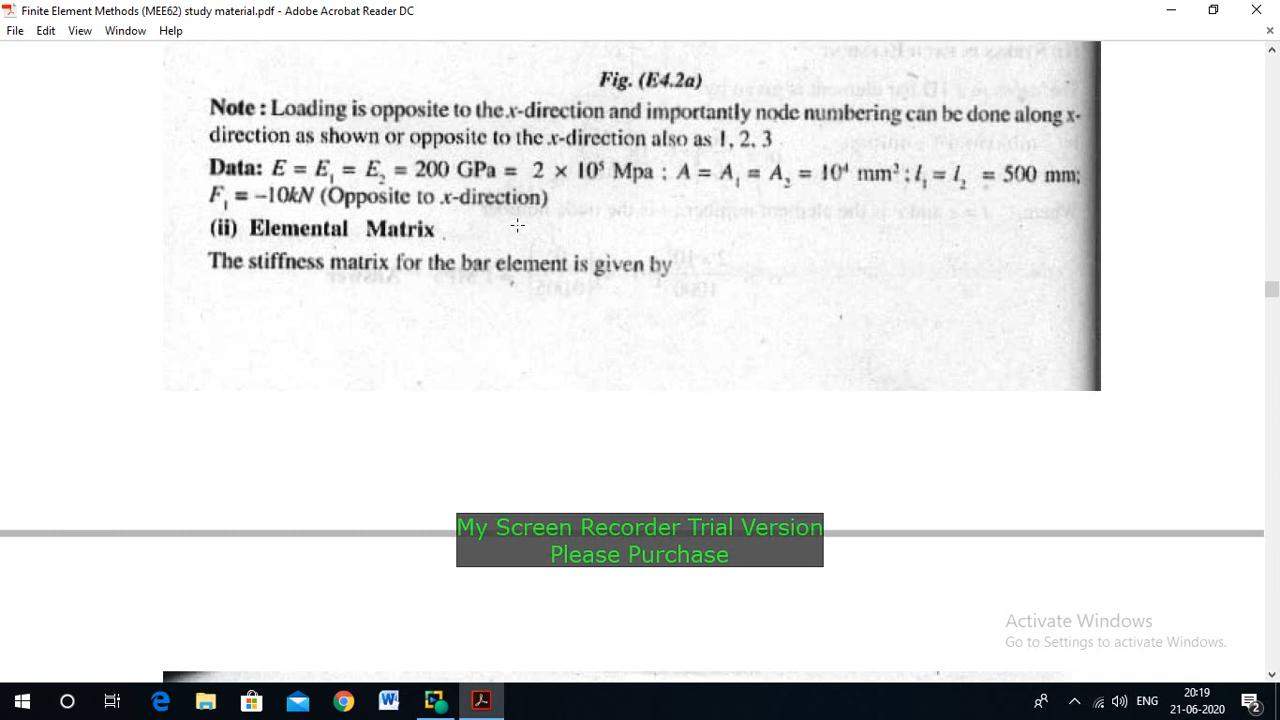 Finite Element Methods (MEE62) study material.pdf - Adobe Acrobat Reader DC
File Edit View Window Help
Fig. (E4.2a)
Note : Loading is opposite to the x-direction and importantly node numbering can be done along x-
direction as shown or opposite to the x-direction also as 1, 2, 3
Data: E = E₁ = E₂ = 200 GPa = 2 × 10⁵ Mpa ; A = A₁ = A₂ = 10⁴ mm² ; l₁ = l₂ = 500 mm;
F₁ = –10kN (Opposite to x-direction)
(ii) Elemental Matrix
The stiffness matrix for the bar element is given by
My Screen Recorder Trial Version
Please Purchase
Activate Windows
Go to Settings to activate Windows.
ENG
20:19
21-06-2020
2